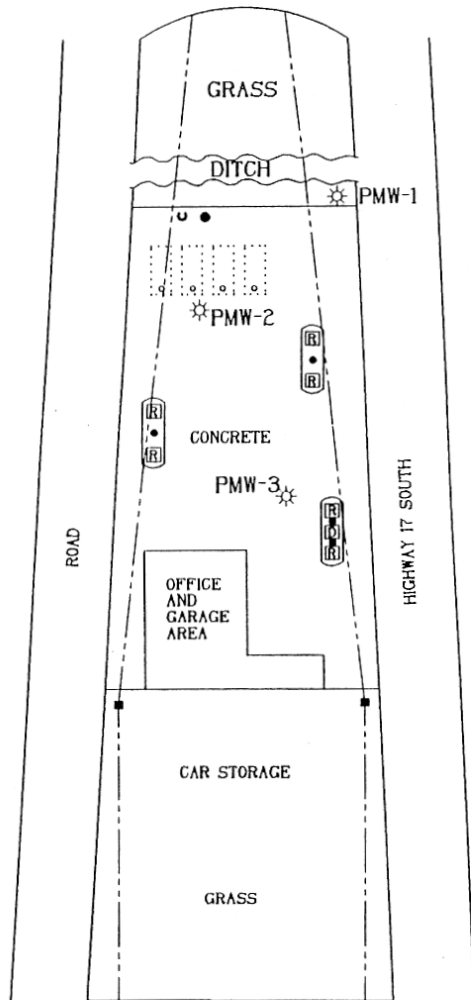 GRASS
DITCH
PMW-1
PMW-2
R
R
R
CONCRETE
R
PMW-3
R
D
R
ROAD
HIGHWAY 17 SOUTH
OFFICE
AND
GARAGE
AREA
CAR STORAGE
GRASS